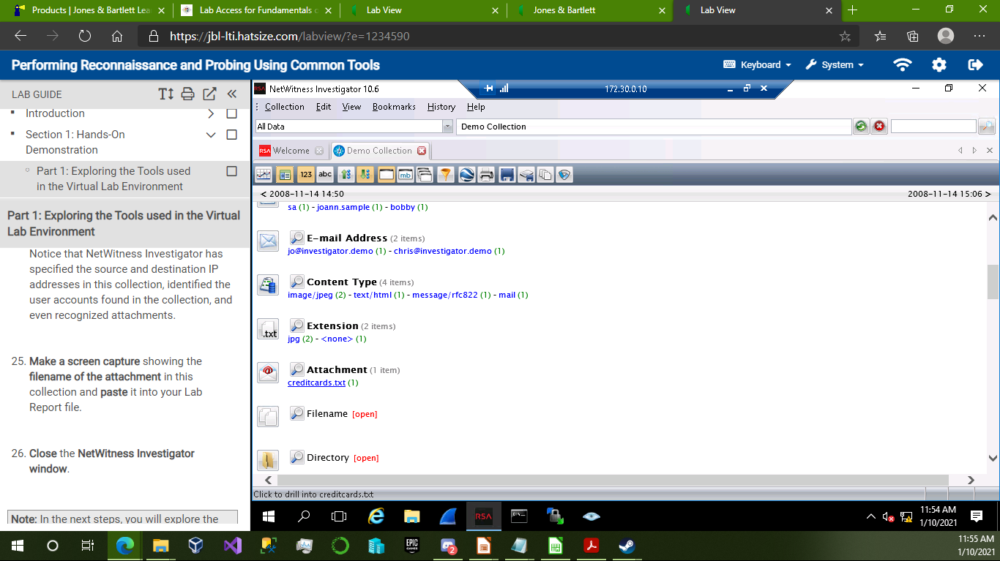 Products | Jones & Bartlett Lea
Lab Access for Fundamentals c
Lab View
Jones & Bartlett
Lab View
https://jbl-lti.hatsize.com/labview/?e=1234590
Performing Reconnaissance and Probing Using Common Tools
Keyboard
System
LAB GUIDE
Introduction
Section 1: Hands-On
Demonstration
Part 1: Exploring the Tools used
in the Virtual Lab Environment
Part 1: Exploring the Tools used in the Virtual
Lab Environment
Notice that NetWitness Investigator has
specified the source and destination IP
addresses in this collection, identified the
user accounts found in the collection, and
even recognized attachments.
25. Make a screen capture showing the
filename of the attachment in this
collection and paste it into your Lab
Report file.
26. Close the NetWitness Investigator
window.
Note: In the next steps, you will explore the
RSA NetWitness Investigator 10.6
172.30.0.10
Collection Edit View Bookmarks History Help
All Data
Demo Collection
RSA Welcome
Demo Collection
123
abc
mb
< 2008-11-14 14:50
2008-11-14 15:06 >
sa (1) - joann.sample (1) - bobby (1)
E-mail Address (2 items)
jo@investigator.demo (1) - chris@investigator.demo (1)
Content Type (4 items)
image/jpeg (2) - text/html (1) - message/rfc822 (1) - mail (1)
.txt
Extension (2 items)
jpg (2) - <none> (1)
Attachment (1 item)
creditcards.txt (1)
Filename [open]
Directory [open]
Click to drill into creditcards.txt
RSA
11:54 AM
1/10/2021
EPIC
GAMES
2
11:55 AM
1/10/2021